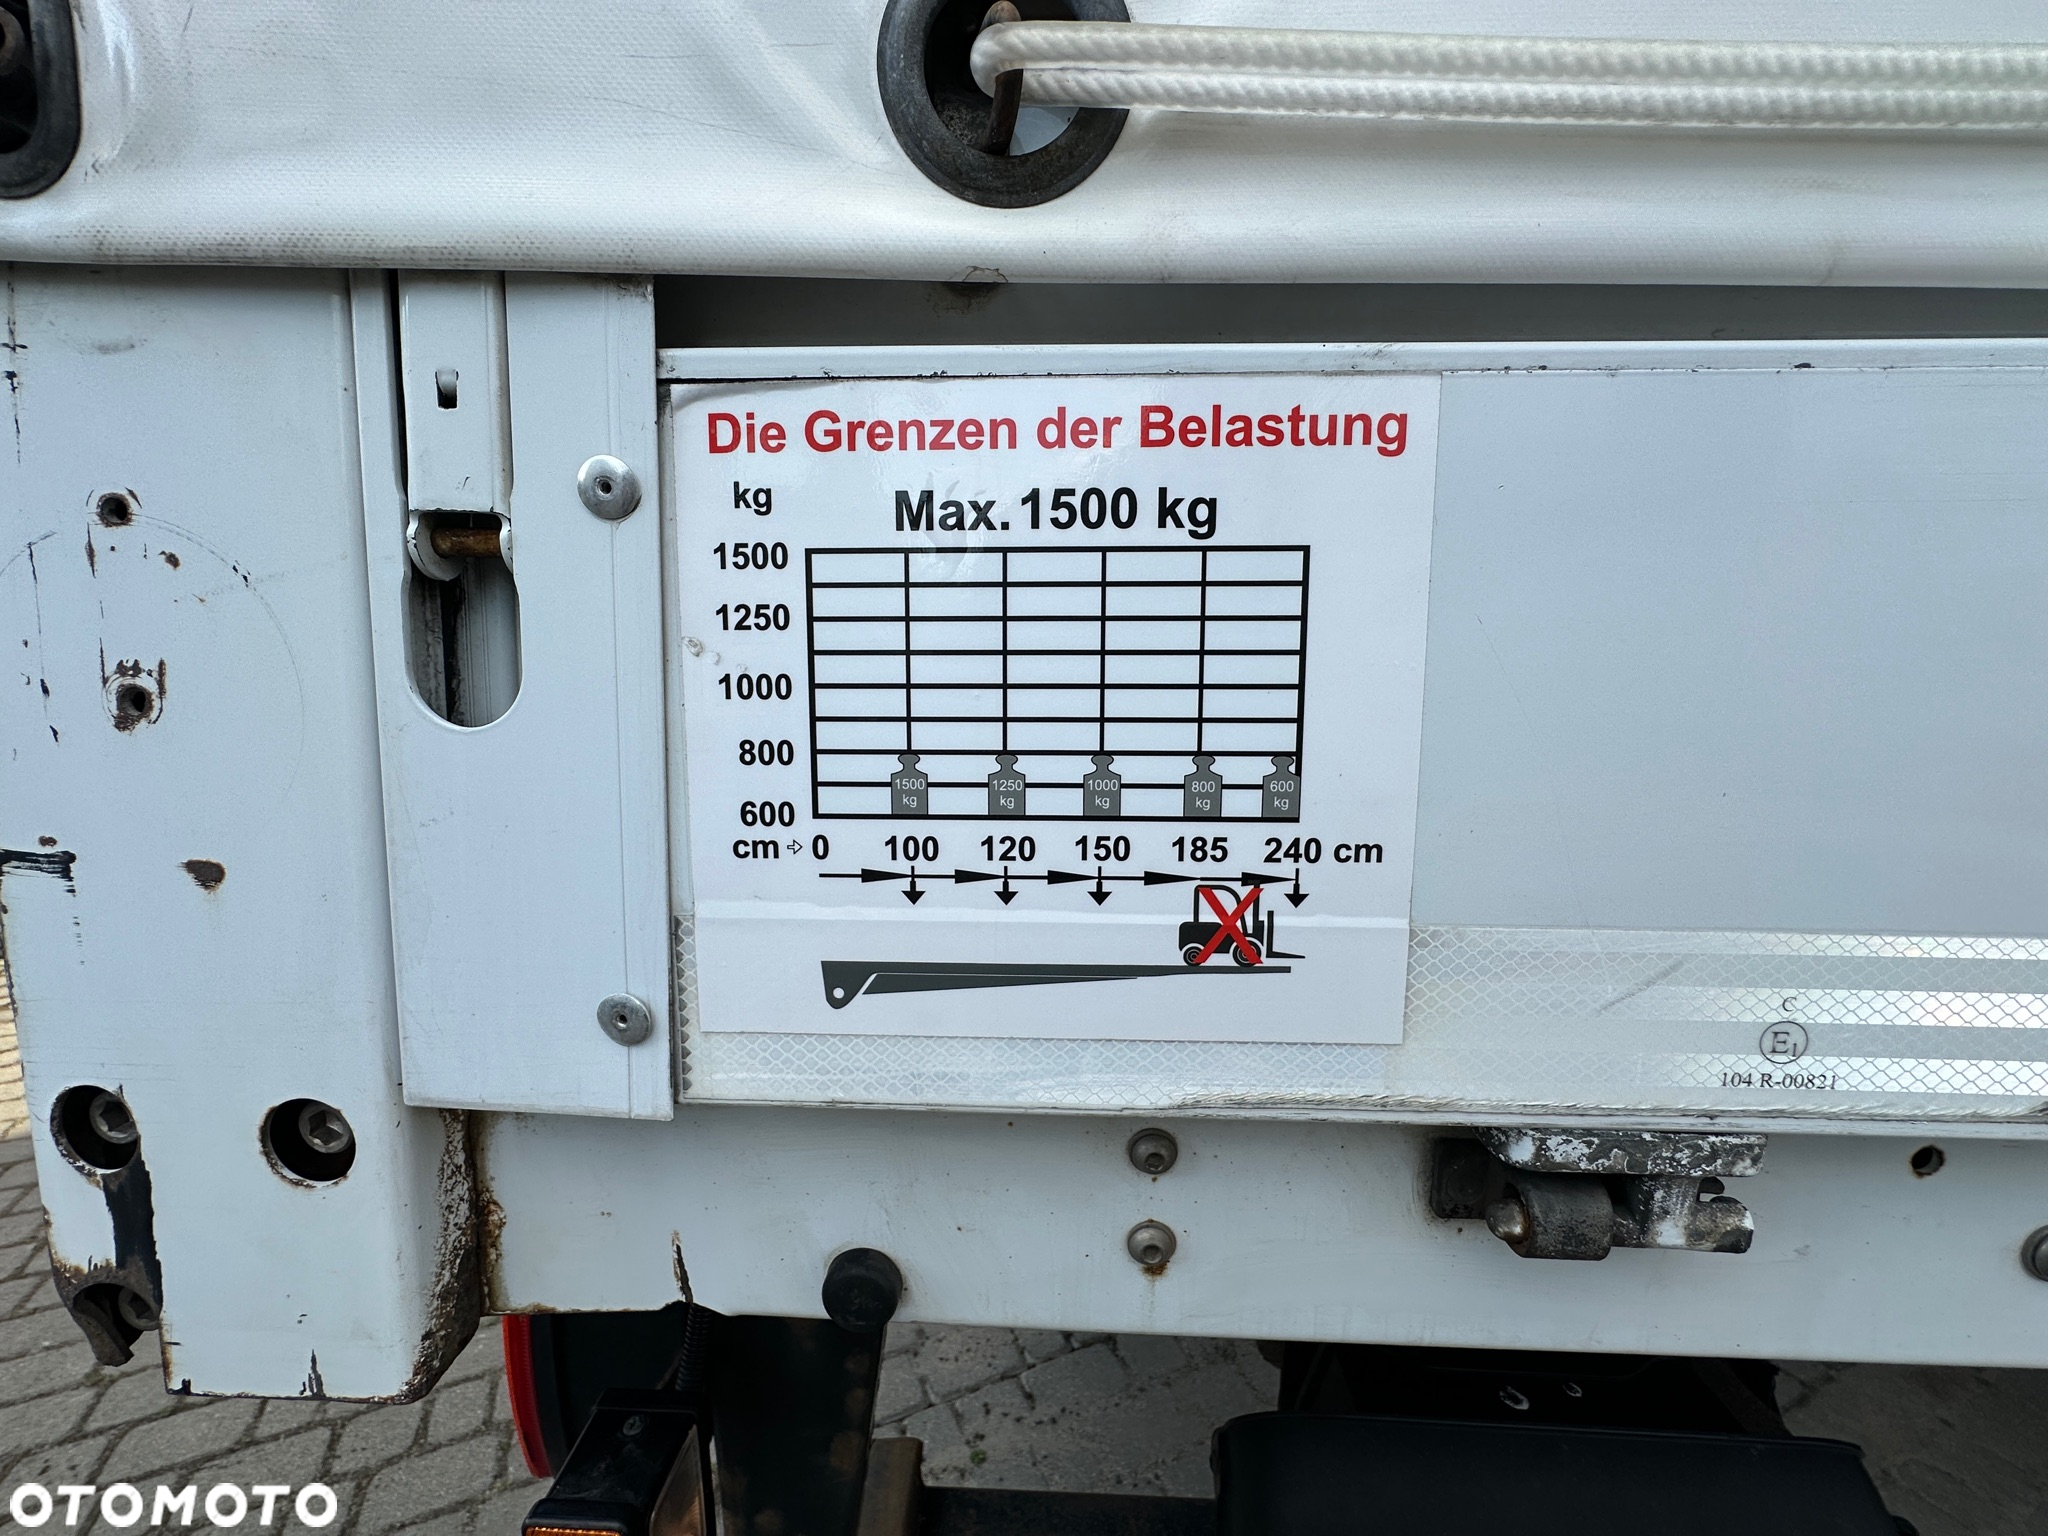 Die Grenzen der Belastung
kg
Max. 1500 kg
1500
1250
1000
800
600
1500 kg
1250 kg
1000 kg
800 kg
600 kg
cm ⇨ 0 100 120 150 185 240 cm
C
E1
104 R-00821
OTOMOTO